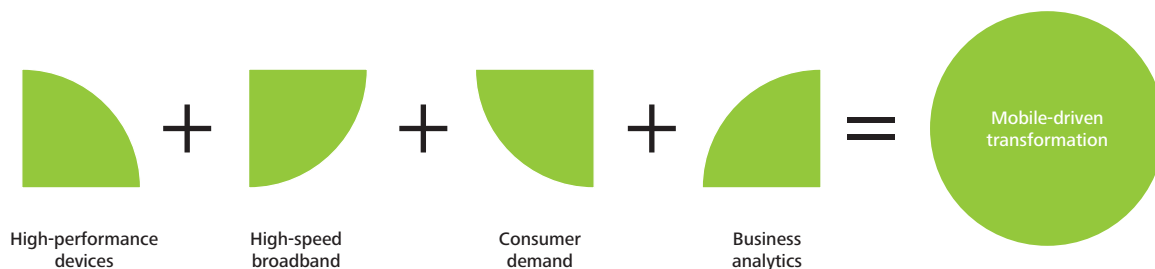 Mobile-driven
transformation
High-performance
devices
High-speed
broadband
Consumer
demand
Business
analytics